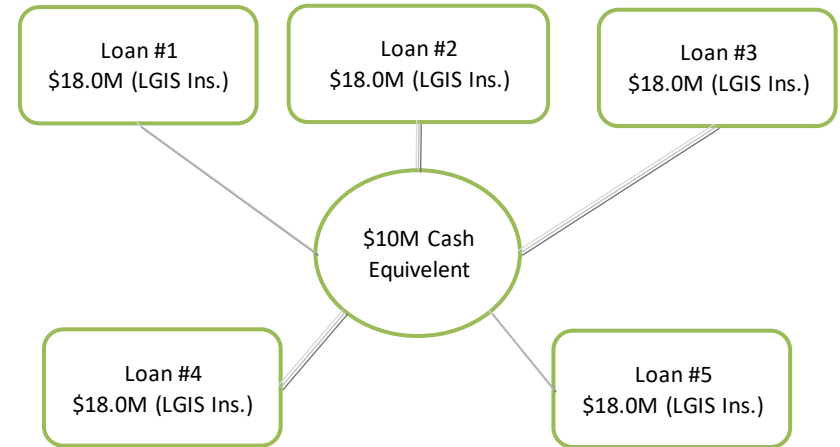 Loan #1
$18.0M (LGIS Ins.)
Loan #2
$18.0M (LGIS Ins.)
Loan #3
$18.0M (LGIS Ins.)
$10M Cash
Equivelent
Loan #4
$18.0M (LGIS Ins.)
Loan #5
$18.0M (LGIS Ins.)